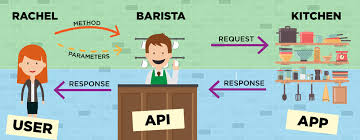 RACHEL
BARISTA
KITCHEN
METHOD
PARAMETERS
REQUEST
RESPONSE
RESPONSE
USER
API
APP